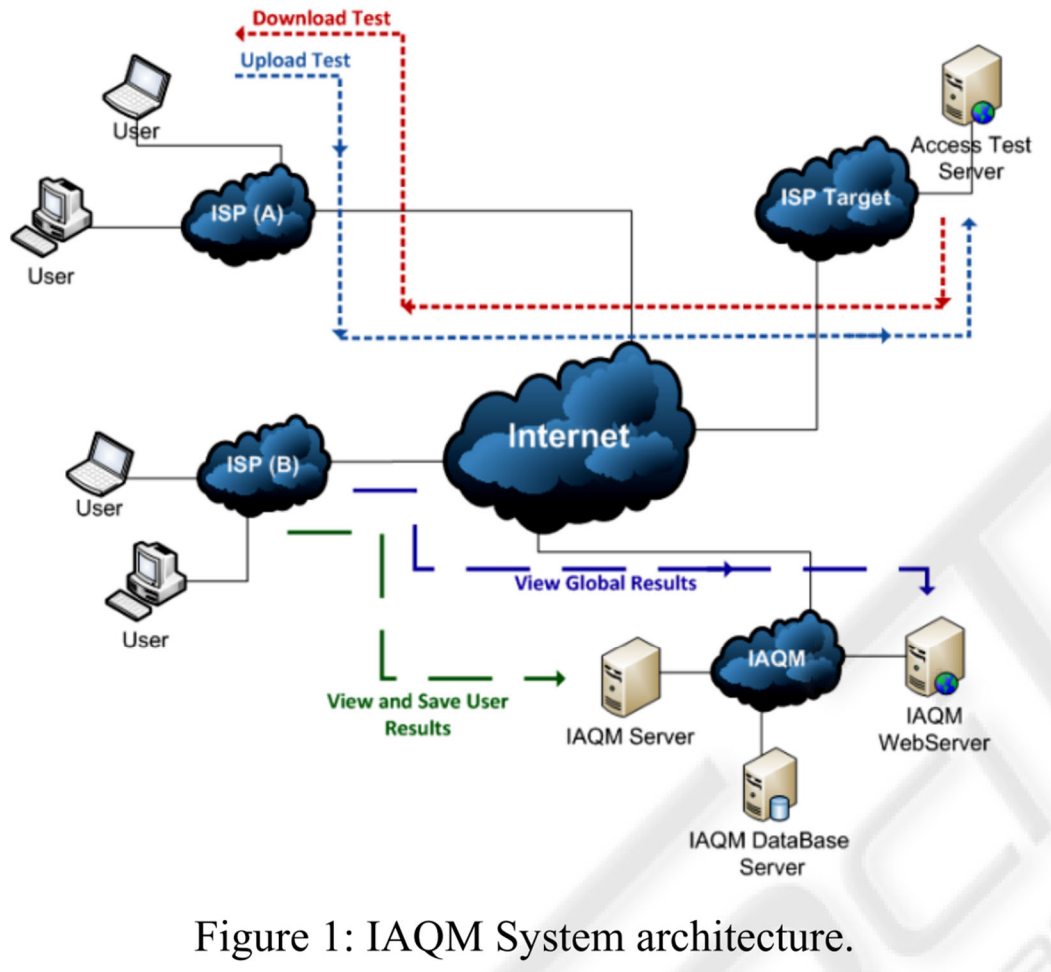 Download Test
Upload Test
User
Access Test
Server
ISP (A)
ISP Target
User
Internet
ISP (B)
User
View Global Results
User
IAQM
View and Save User
Results
IAQM Server
IAQM
WebServer
IAQM DataBase
Server
Figure 1: IAQM System architecture.